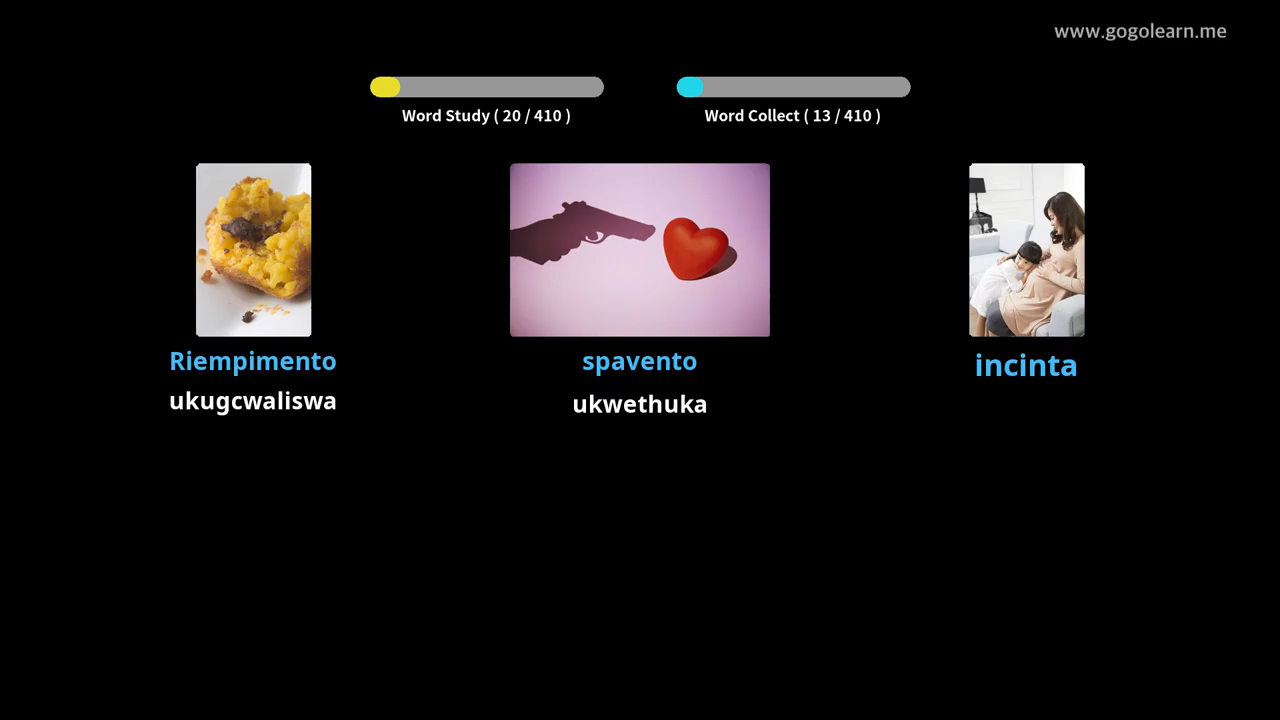 www.gogolearn.me
Word Study ( 20 / 410 )
Word Collect ( 13 / 410 )
Riempimento
ukugcwaliswa
spavento
ukwethuka
incinta